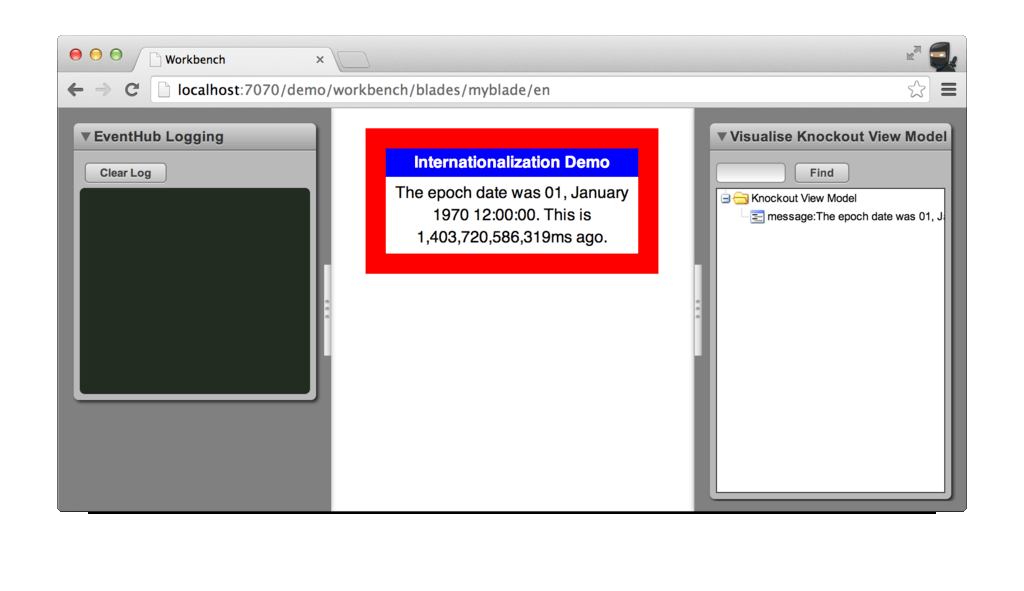 Workbench
localhost:7070/demo/workbench/blades/myblade/en
EventHub Logging
Clear Log
Internationalization Demo
The epoch date was 01, January
1970 12:00:00. This is
1,403,720,586,319ms ago.
Visualise Knockout View Model
Find
Knockout View Model
message:The epoch date was 01, J